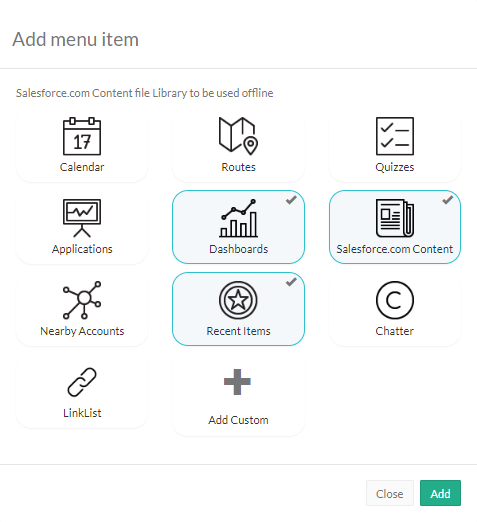 Add menu item
Salesforce.com Content file Library to be used offline
17
Calendar
Routes
Quizzes
Applications
Dashboards
Salesforce.com Content
Nearby Accounts
Recent Items
C
Chatter
LinkList
Add Custom
Close
Add